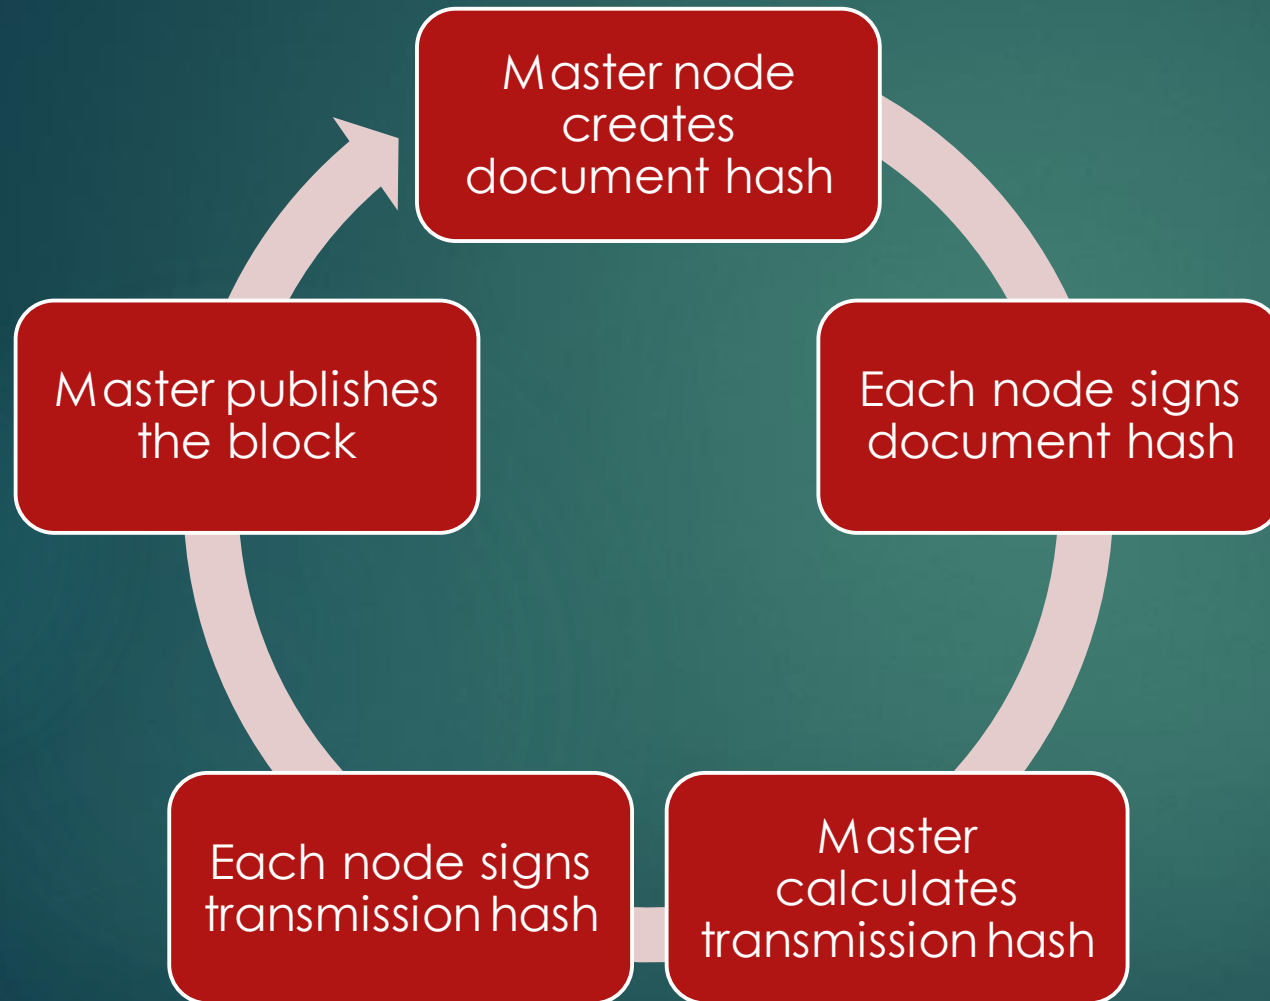 Master node
creates
document hash
Each node signs
document hash
Master
calculates
transmission hash
Each node signs
transmission hash
Master publishes
the block